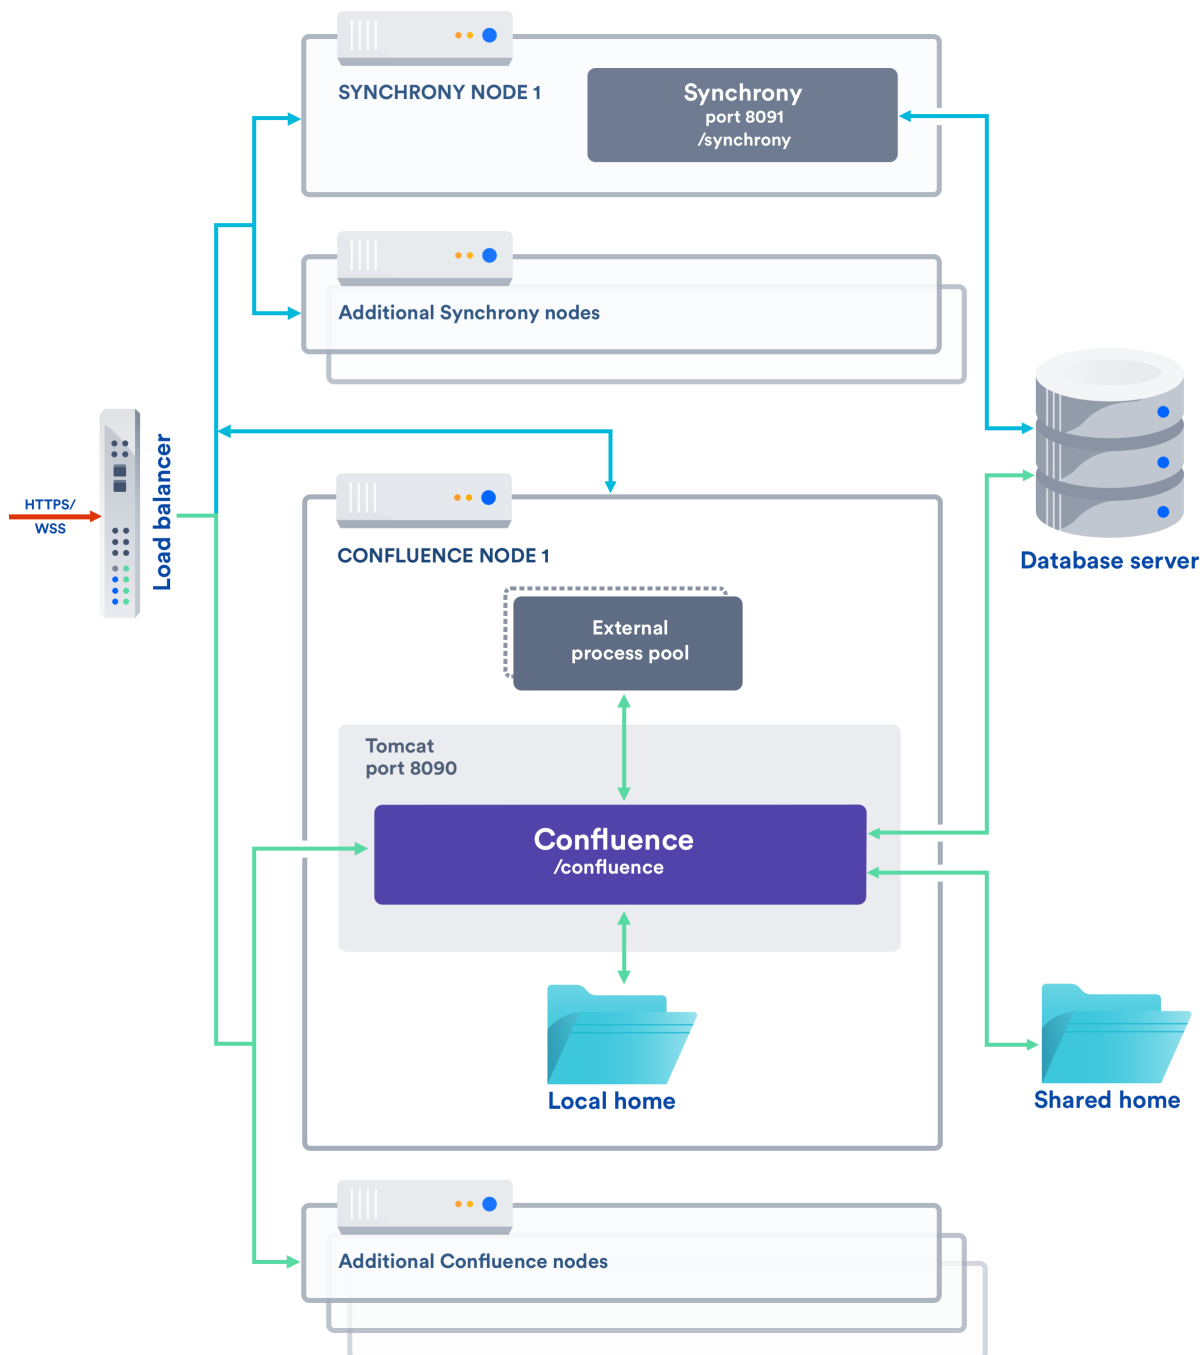 SYNCHRONY NODE 1
Synchrony
port 8091
/synchrony
Additional Synchrony nodes
HTTPS/
WSS
Load balancer
CONFLUENCE NODE 1
External
process pool
Database server
Tomcat
port 8090
Confluence
/confluence
Local home
Shared home
Additional Confluence nodes